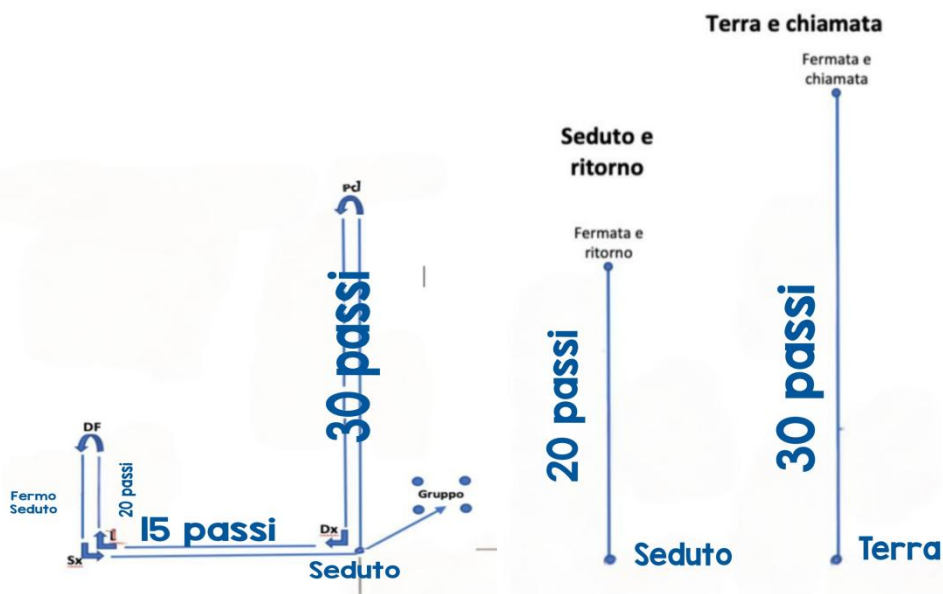 Terra e chiamata
Fermata e
chiamata
Seduto e
ritorno
Fermata e
ritorno
30 passi
20 passi
Seduto
Terra
Pd
30 passi
DF
20 passi
Fermo
Seduto
15 passi
Dx
Sx
Seduto
Gruppo